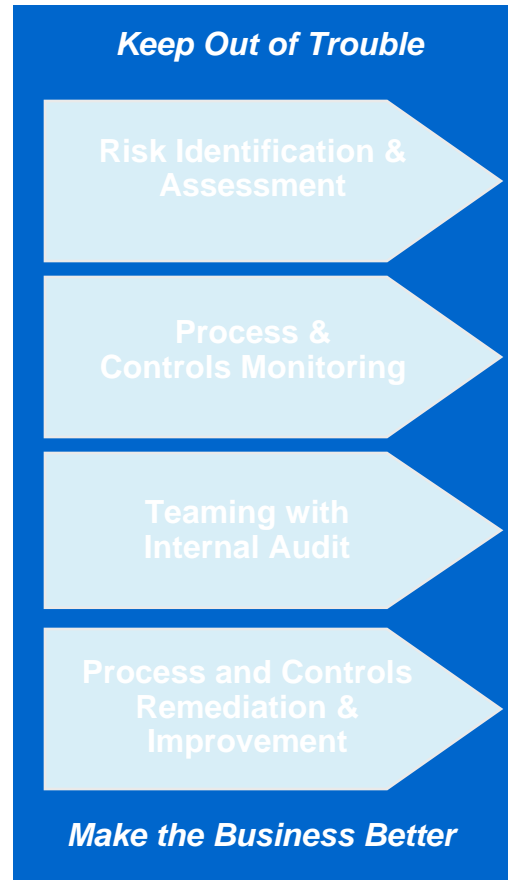 Keep Out of Trouble
Risk Identification &
Assessment
Process &
Controls Monitoring
Teaming with
Internal Audit
Process and Controls
Remediation &
Improvement
Make the Business Better